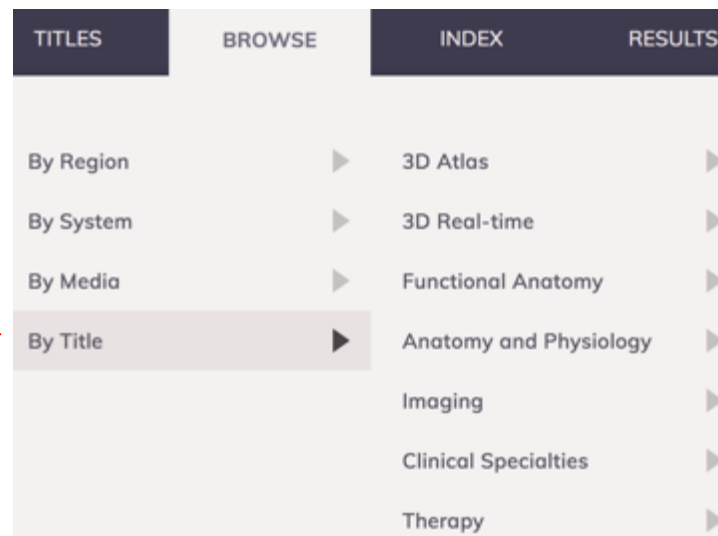 TITLES BROWSE INDEX RESULTS
By Region
By System
By Media
By Title
3D Atlas
3D Real-time
Functional Anatomy
Anatomy and Physiology
Imaging
Clinical Specialties
Therapy